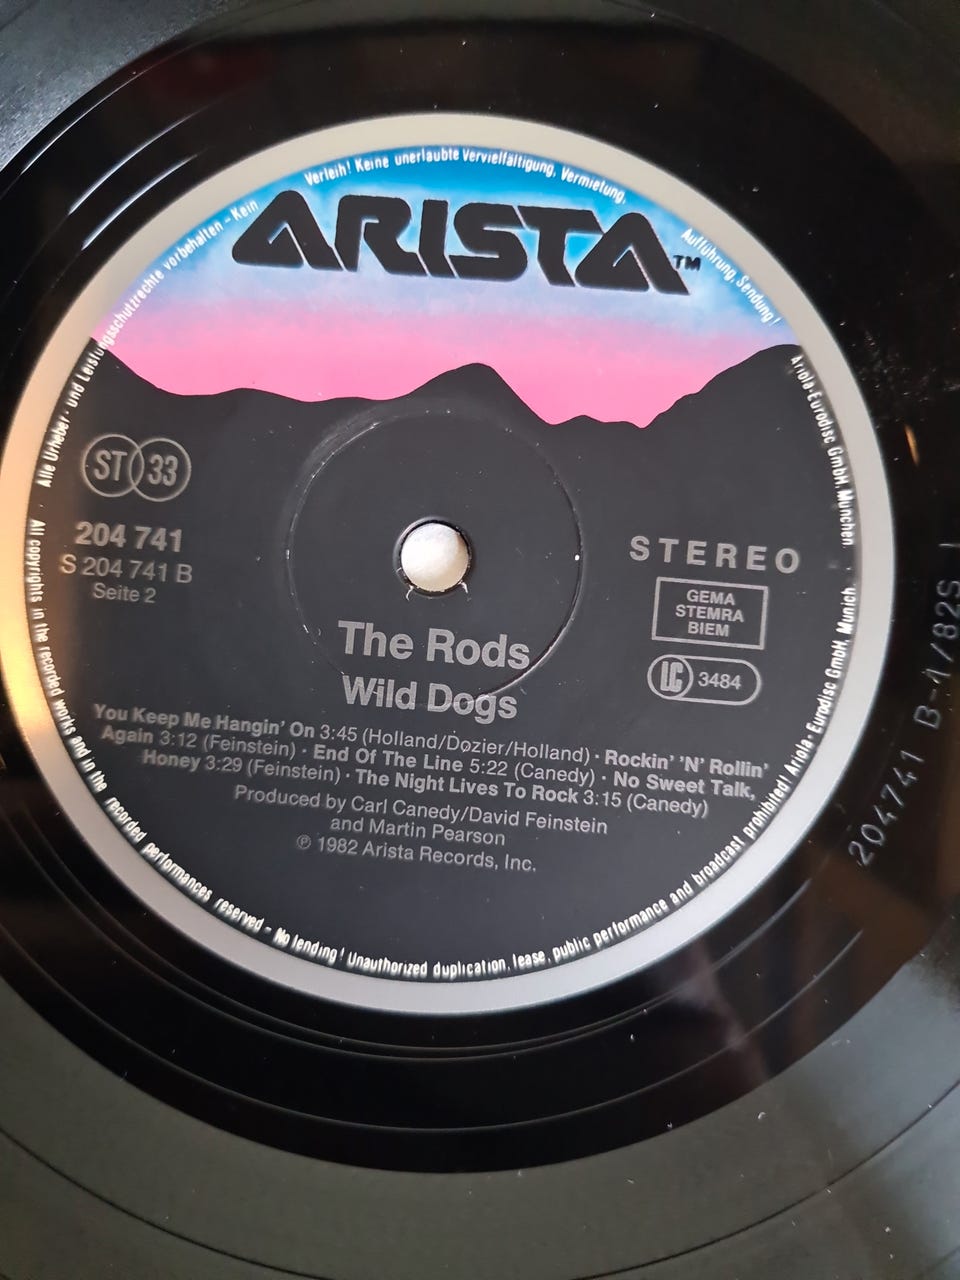 Alle Urheber- und Leistungsschutzrechte vorbehalten - Kein Verleih! Keine unerlaubte Vervielfältigung, Vermietung, Aufführung, Sendung!
ARISTA™
ST 33
204 741
S 204 741 B
Seite 2
STEREO
GEMA
STEMRA
BIEM
LC 3484
The Rods
Wild Dogs
You Keep Me Hangin' On 3:45 (Holland/Dozier/Holland) · Rockin' 'N' Rollin'
Again 3:12 (Feinstein) · End Of The Line 5:22 (Canedy) · No Sweet Talk,
Honey 3:29 (Feinstein) · The Night Lives To Rock 3:15 (Canedy)
Produced by Carl Canedy/David Feinstein
and Martin Pearson
℗ 1982 Arista Records, Inc.
All copyrights in the recorded works and in the recorded performances reserved - No lending! Unauthorized duplication, lease, public performance and broadcast prohibited! Ariola-Eurodisc GmbH, Munich
Ariola-Eurodisc GmbH, München
204741 B-1/82S